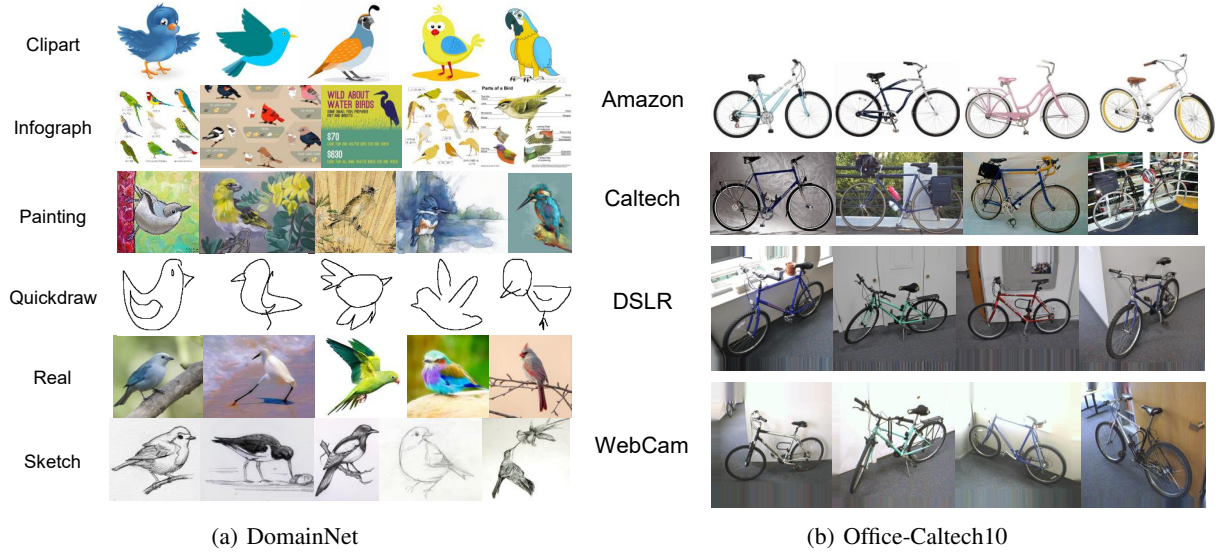 Clipart
Infograph
WILD ABOUT
WATER BIRDS
$70
$630
Parts of a Bird
Painting
Quickdraw
Real
Sketch
(a) DomainNet
Amazon
Caltech
DSLR
WebCam
(b) Office-Caltech10